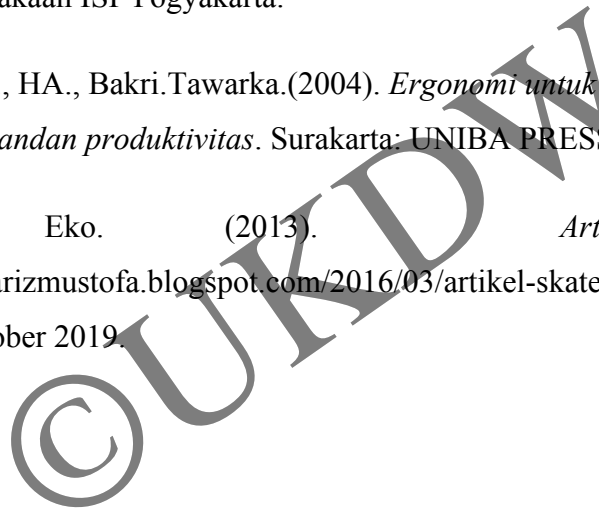 akaan ISI Yogyakarta.
., HA., Bakri.Tawarka.(2004). Ergonomi untuk
andan produktivitas. Surakarta: UNIBA PRESS
Eko. (2013). Art
arizmustofa.blogspot.com/2016/03/artikel-skate
ober 2019.
©UKDW